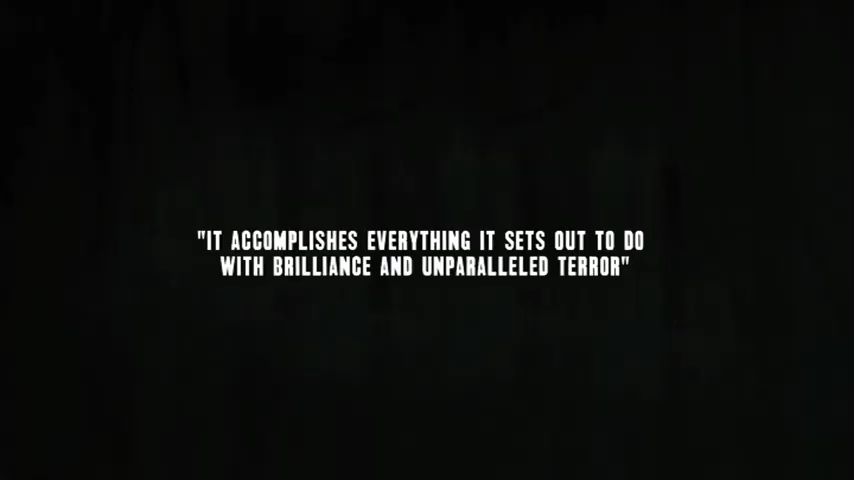 "IT ACCOMPLISHES EVERYTHING IT SETS OUT TO DO
WITH BRILLIANCE AND UNPARALLELED TERROR"